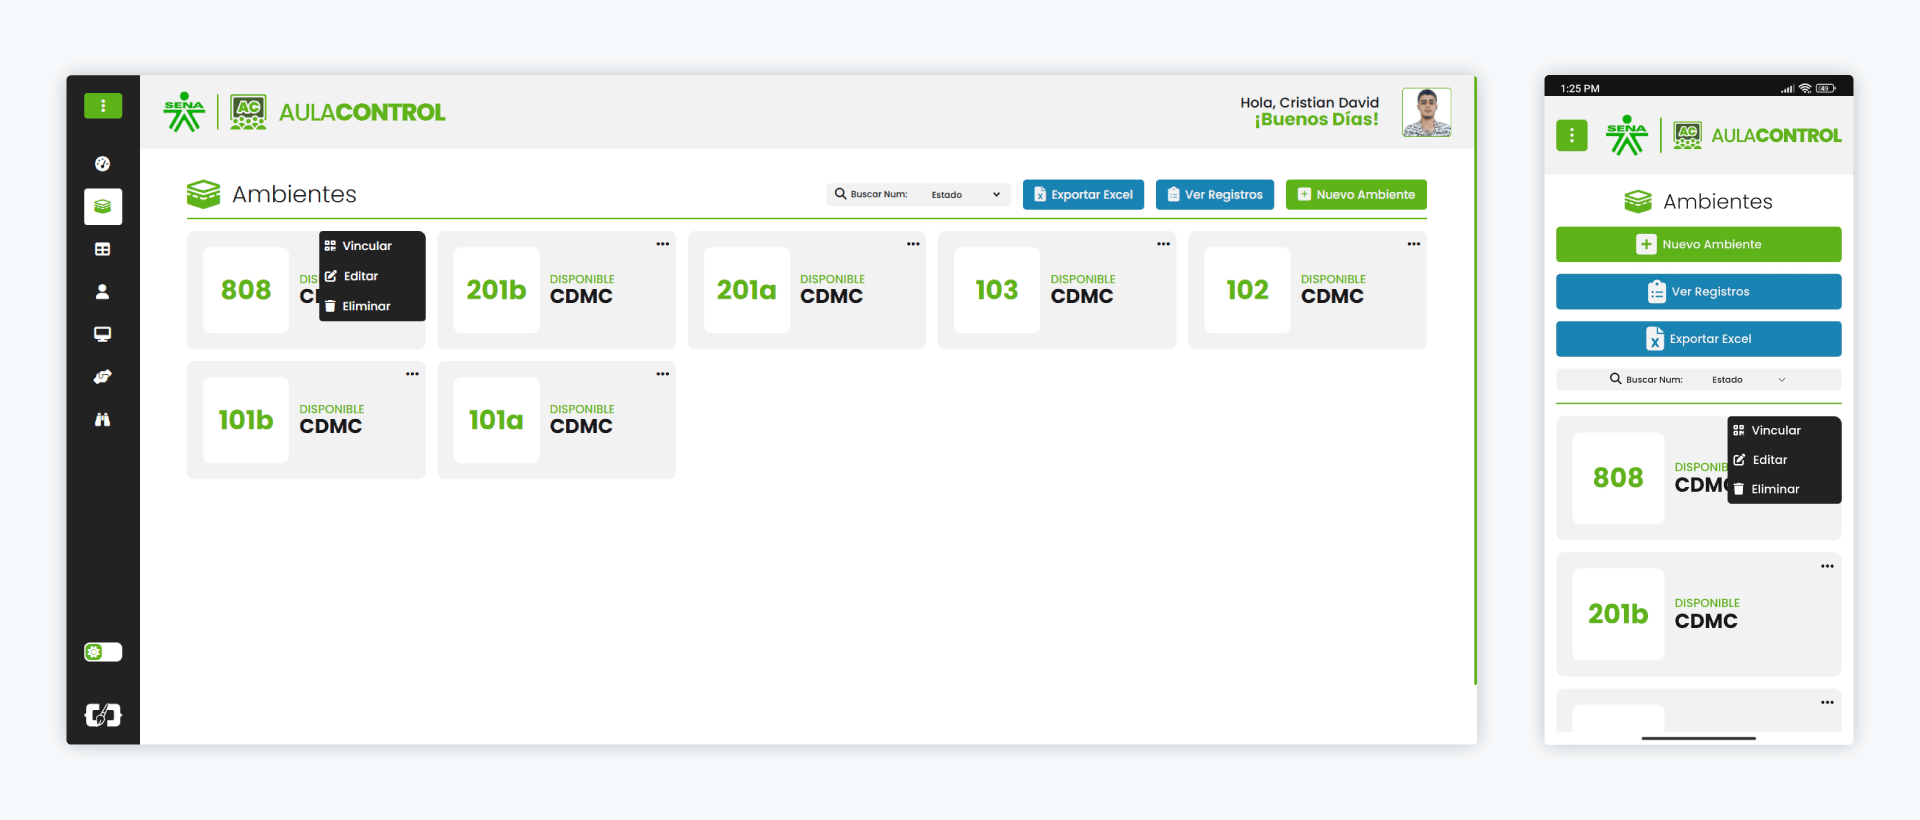 SENA
AC
AULACONTROL
Hola, Cristian David
¡Buenos Días!
Ambientes
Buscar Num:
Estado
Exportar Excel
Ver Registros
Nuevo Ambiente
808
DIS
Vincular
Editar
Eliminar
201b
DISPONIBLE
CDMC
201a
DISPONIBLE
CDMC
103
DISPONIBLE
CDMC
102
DISPONIBLE
CDMC
101b
DISPONIBLE
CDMC
101a
DISPONIBLE
CDMC
1:25 PM
49
SENA
AC
AULACONTROL
Ambientes
Nuevo Ambiente
Ver Registros
Exportar Excel
Buscar Num:
Estado
808
DISPONIB
CDMC
Vincular
Editar
Eliminar
201b
DISPONIBLE
CDMC